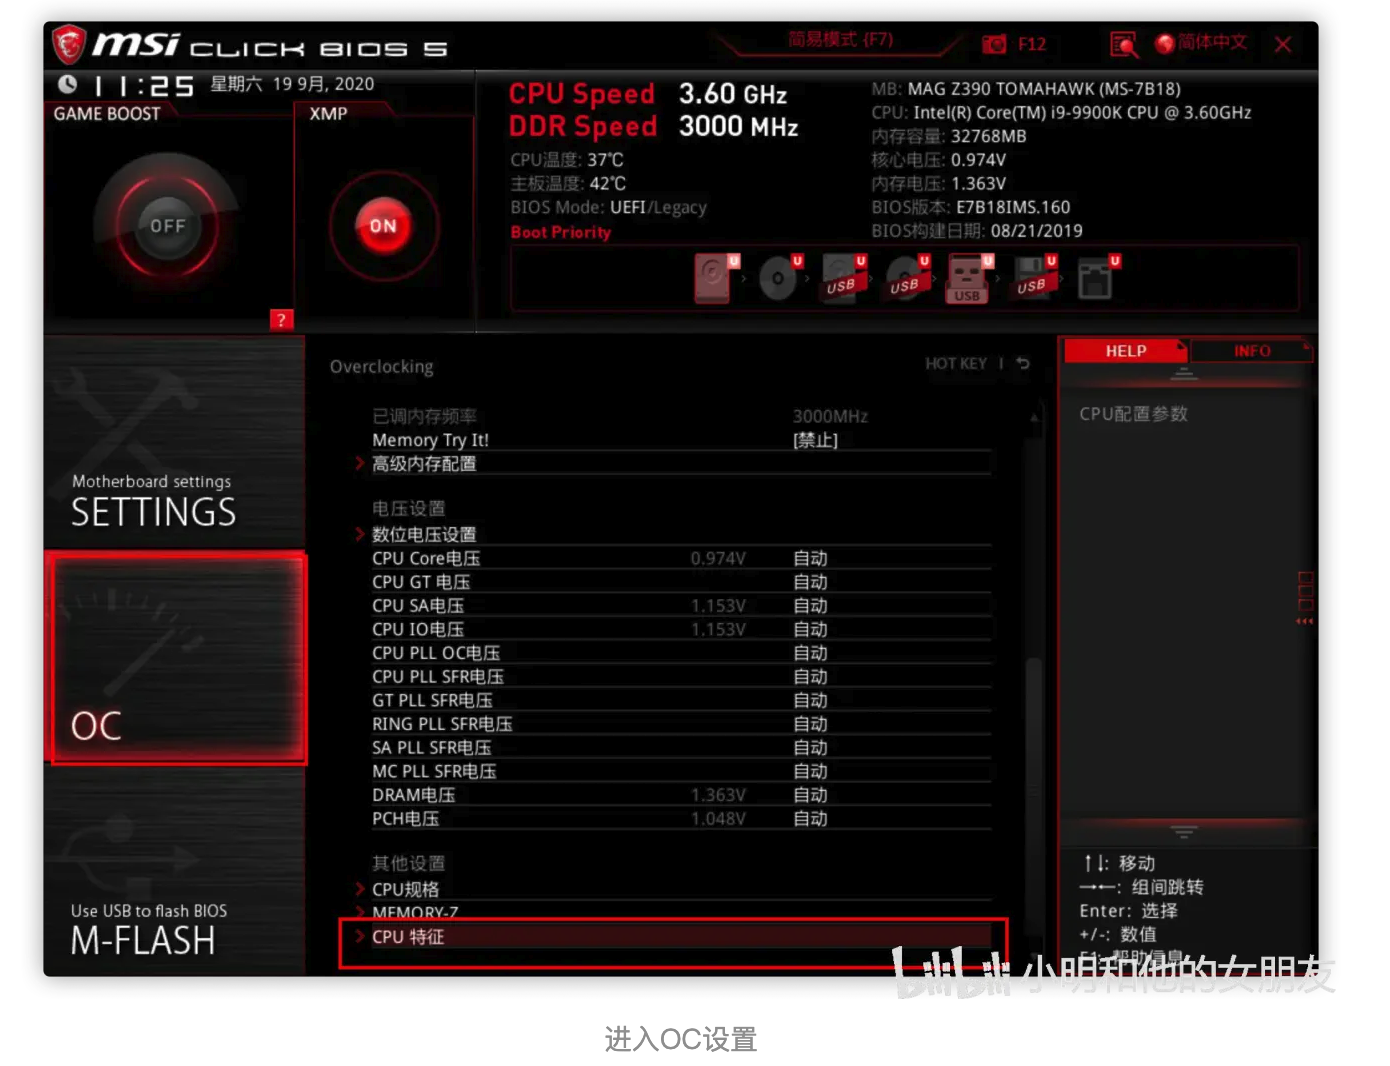 msi CLICK BIOS 5
简易模式 (F7)
F12
简体中文
11:25 星期六 19 9月, 2020
GAME BOOST
OFF
?
XMP
ON
CPU Speed 3.60 GHz
DDR Speed 3000 MHz
CPU温度: 37℃
主板温度: 42℃
BIOS Mode: UEFI/Legacy
Boot Priority
MB: MAG Z390 TOMAHAWK (MS-7B18)
CPU: Intel(R) Core(TM) i9-9900K CPU @ 3.60GHz
内存容量: 32768MB
核心电压: 0.974V
内存电压: 1.363V
BIOS版本: E7B18IMS.160
BIOS构建日期: 08/21/2019
U U U U U U U
USB USB USB USB
Motherboard settings
SETTINGS
OC
Use USB to flash BIOS
M-FLASH
Overclocking
HOT KEY
已调内存频率 3000MHz
Memory Try It! [禁止]
高级内存配置
电压设置
数位电压设置
CPU Core电压 0.974V 自动
CPU GT 电压 自动
CPU SA电压 1.153V 自动
CPU IO电压 1.153V 自动
CPU PLL OC电压 自动
CPU PLL SFR电压 自动
GT PLL SFR电压 自动
RING PLL SFR电压 自动
SA PLL SFR电压 自动
MC PLL SFR电压 自动
DRAM电压 1.363V 自动
PCH电压 1.048V 自动
其他设置
CPU规格
MEMORY-Z
CPU 特征
HELP
INFO
CPU配置参数
↑↓: 移动
→←: 组间跳转
Enter: 选择
+/-: 数值
F1: 帮助信息
bilibili 小明和他的女朋友
进入OC设置